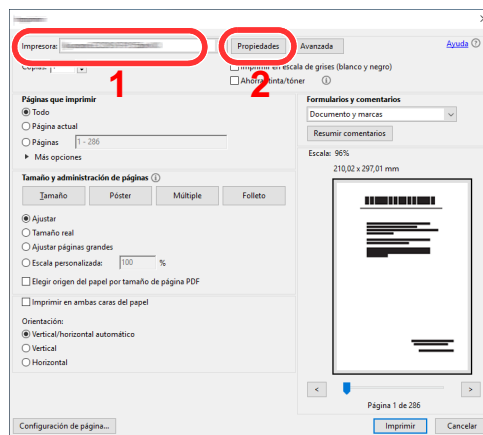 Impresora:
Propiedades
Avanzada
Ayuda
Copias:
1
2
Imprimir en escala de grises (blanco y negro)
Ahorrar tinta/tóner
Páginas que imprimir
Todo
Página actual
Páginas
1 - 286
Más opciones
Tamaño y administración de páginas
Tamaño
Póster
Múltiple
Folleto
Ajustar
Tamaño real
Ajustar páginas grandes
Escala personalizada:
100
%
Elegir origen del papel por tamaño de página PDF
Imprimir en ambas caras del papel
Orientación:
Vertical/horizontal automático
Vertical
Horizontal
Formularios y comentarios
Documento y marcas
Resumir comentarios
Escala: 96%
210,02 x 297,01 mm
<
>
Página 1 de 286
Configuración de página...
Imprimir
Cancelar